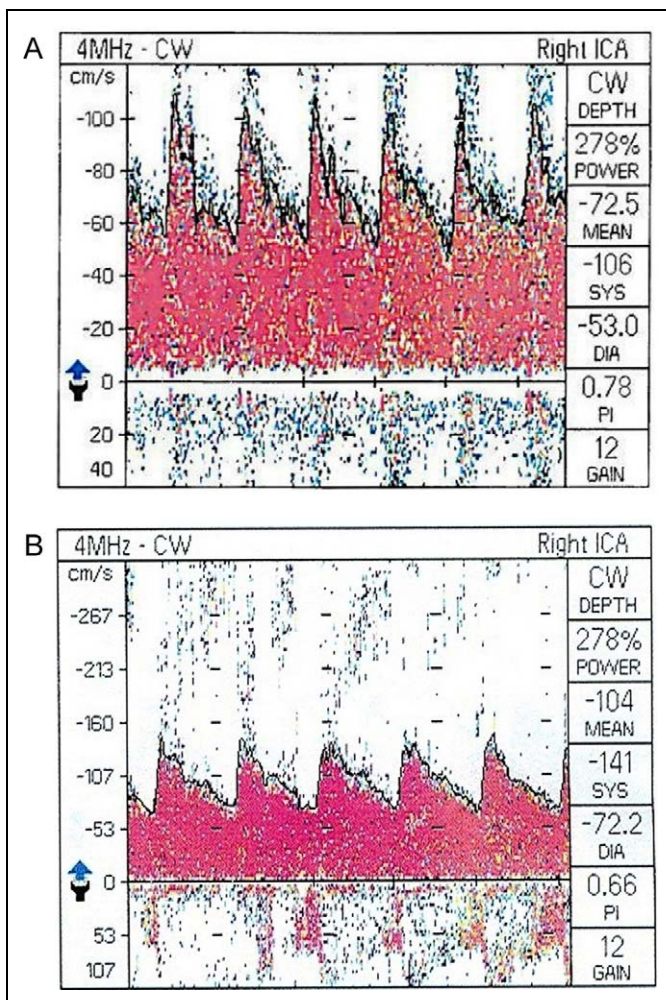 A
4MHz - CW Right ICA
cm/s
-100
-80
-60
-40
-20
0
20
40
CW
DEPTH
278%
POWER
-72.5
MEAN
-106
SYS
-53.0
DIA
0.78
PI
12
GAIN
B
4MHz - CW Right ICA
cm/s
-267
-213
-160
-107
-53
0
53
107
CW
DEPTH
278%
POWER
-104
MEAN
-141
SYS
-72.2
DIA
0.66
PI
12
GAIN